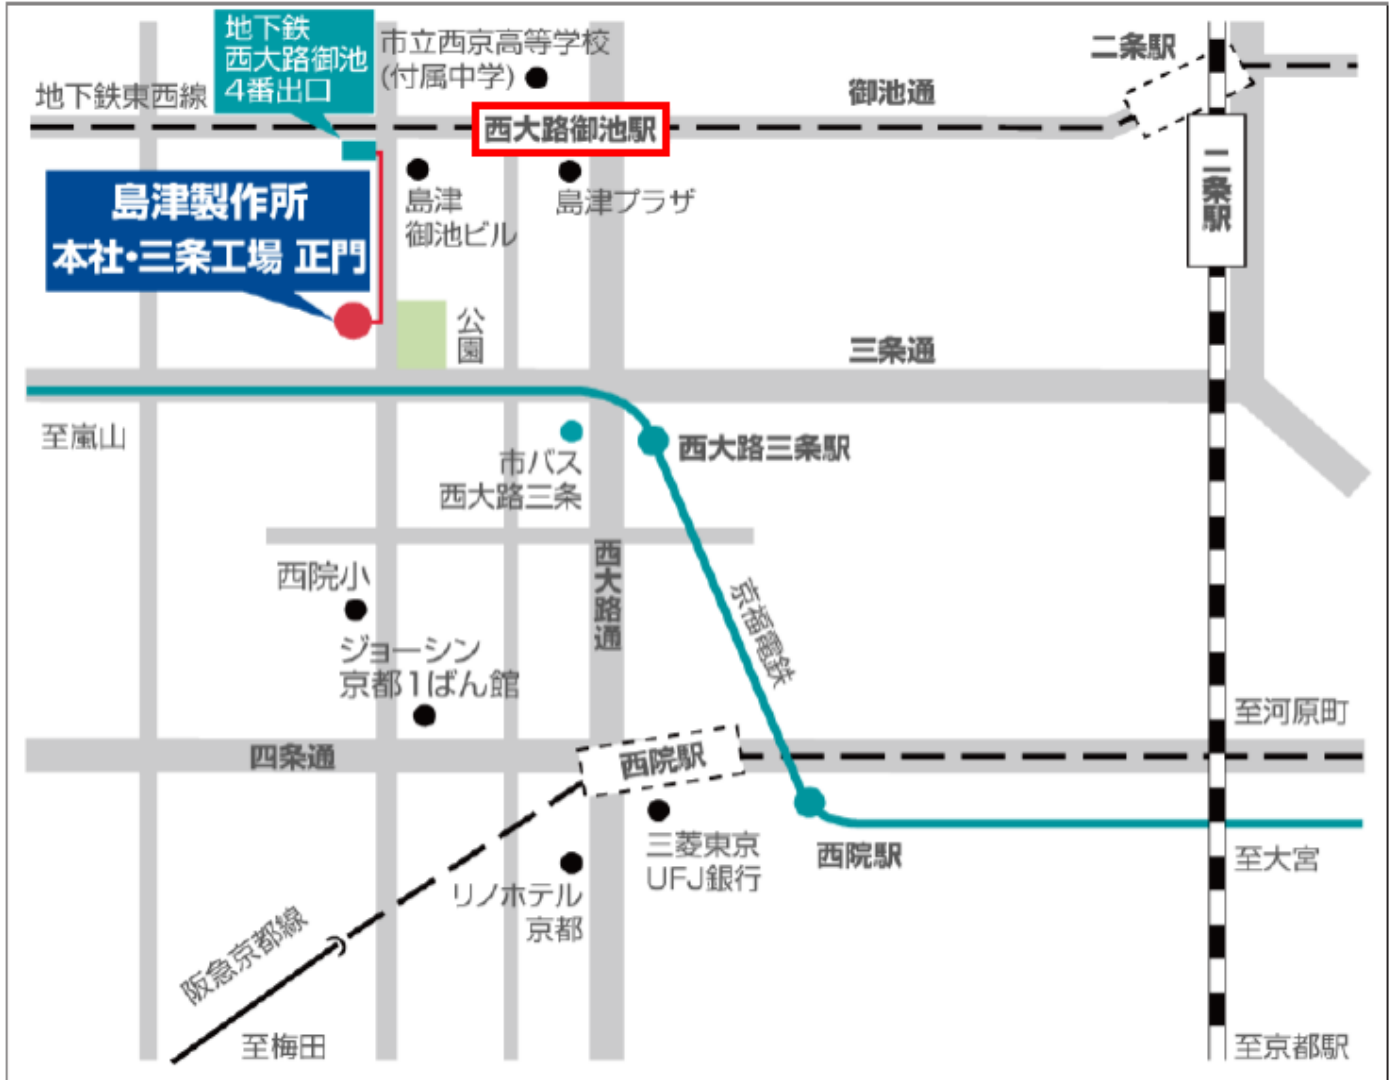 地下鉄
西大路御池
4番出口
市立西京高等学校
(付属中学)
二条駅
地下鉄東西線
御池通
西大路御池駅
二条駅
島津製作所
本社・三条工場 正門
島津
御池ビル
島津プラザ
公園
三条通
至嵐山
市バス
西大路三条
西大路三条駅
西院小
西大路通
京福電鉄
ジョーシン
京都1ばん館
至河原町
四条通
西院駅
三菱東京
UFJ銀行
西院駅
至大宮
リノホテル
京都
阪急京都線
至梅田
至京都駅